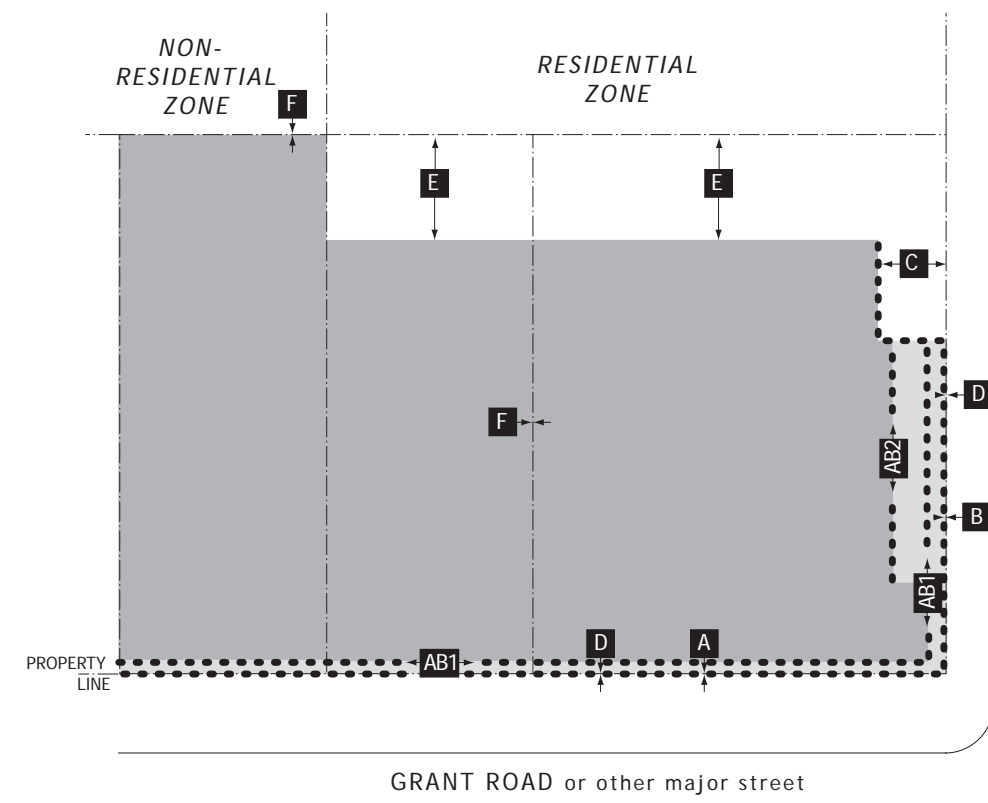 NON-
RESIDENTIAL
ZONE
RESIDENTIAL
ZONE
F
E
E
C
D
F
AB2
B
AB1
D
A
AB1
PROPERTY
LINE
GRANT ROAD or other major street